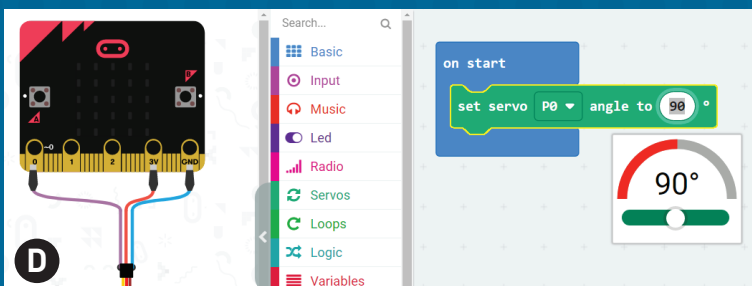 B
A
~0
0
1
2
3V
GND
D
Search...
Basic
Input
Music
Led
Radio
Servos
Loops
Logic
Variables
on start
set servo P0 angle to 90 °
90°